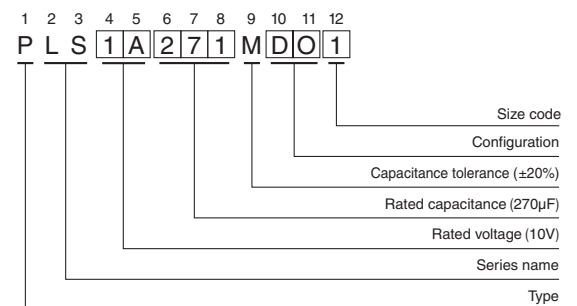 1 2 3 4 5 6 7 8 9 10 11 12
P L S 1 A 2 7 1 M D O 1
Size code
Configuration
Capacitance tolerance (±20%)
Rated capacitance (270µF)
Rated voltage (10V)
Series name
Type